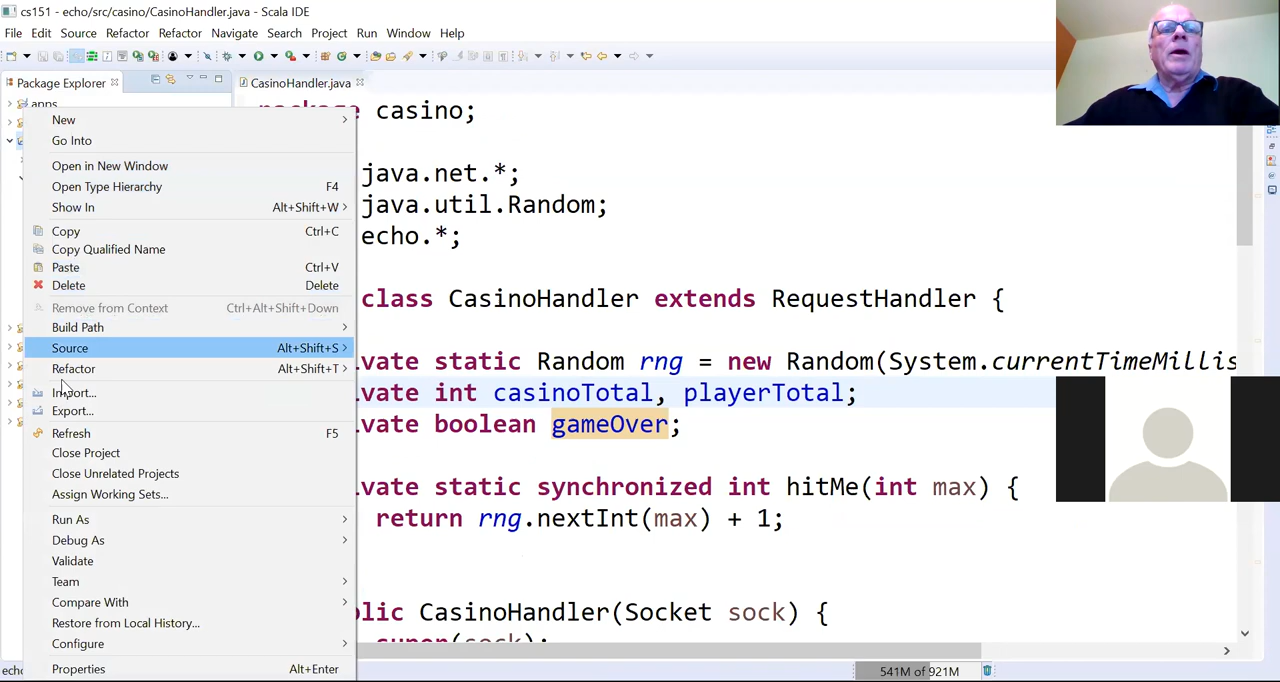 cs151 - echo/src/casino/CasinoHandler.java - Scala IDE
File Edit Source Refactor Refactor Navigate Search Project Run Window Help
Package Explorer
CasinoHandler.java
apps
New
Go Into
Open in New Window
Open Type Hierarchy F4
Show In Alt+Shift+W
Copy Ctrl+C
Copy Qualified Name
Paste Ctrl+V
Delete Delete
Remove from Context Ctrl+Alt+Shift+Down
Build Path
Source Alt+Shift+S
Refactor Alt+Shift+T
Import...
Export...
Refresh F5
Close Project
Close Unrelated Projects
Assign Working Sets...
Run As
Debug As
Validate
Team
Compare With
Restore from Local History...
Configure
Properties Alt+Enter
package casino;
java.net.*;
java.util.Random;
echo.*;
class CasinoHandler extends RequestHandler {
vate static Random rng = new Random(System.currentTimeMillis
vate int casinoTotal, playerTotal;
vate boolean gameOver;
vate static synchronized int hitMe(int max) {
return rng.nextInt(max) + 1;
blic CasinoHandler(Socket sock) {
super(sock);
echo
541M of 921M